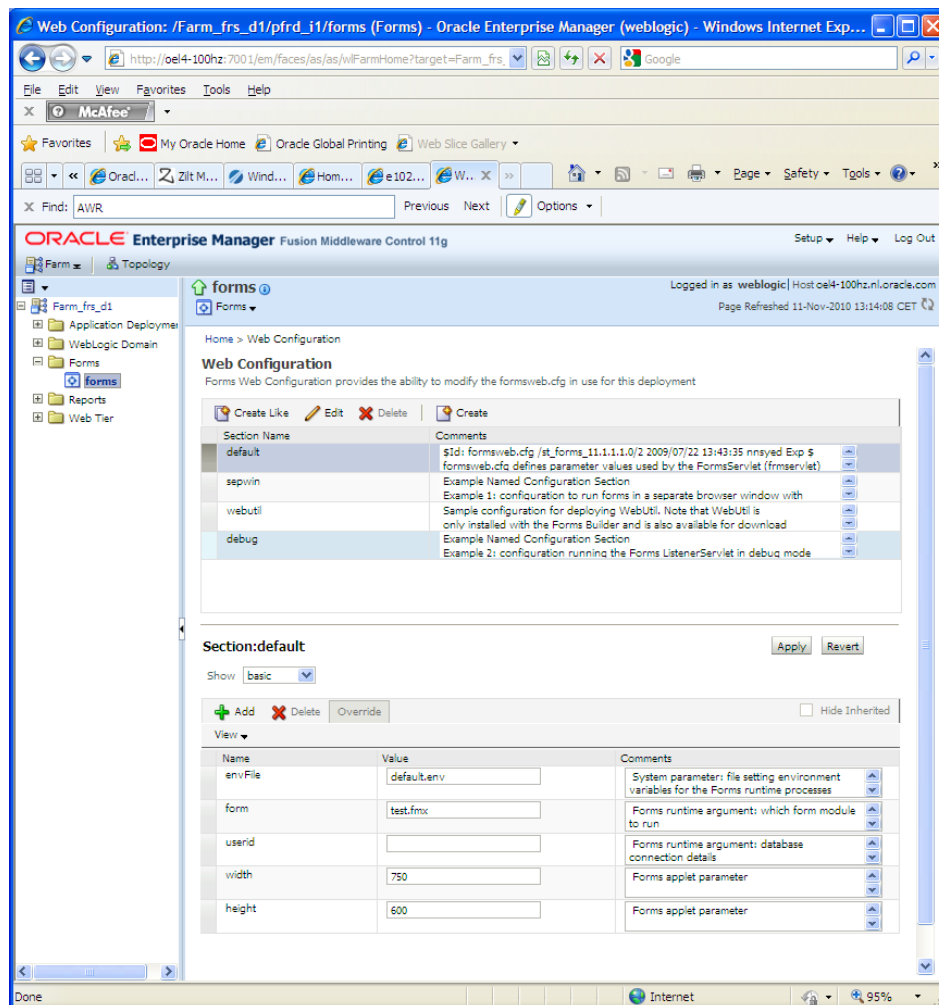 Web Configuration: /Farm_frs_d1/pfrd_i1/forms (Forms) - Oracle Enterprise Manager (weblogic) - Windows Internet Exp...
http://oel4-100hz:7001/em/faces/as/as/wlFarmHome?target=Farm_frs_
Google
File Edit View Favorites Tools Help
x McAfee
Favorites My Oracle Home Oracle Global Printing Web Slice Gallery
Oracl... Zilt M... Wind... Hom... e102... W... X Page Safety Tools
X Find: AWR Previous Next Options
ORACLE Enterprise Manager Fusion Middleware Control 11g Setup Help Log Out
Farm Topology
forms Logged in as weblogic | Host oel4-100hz.nl.oracle.com
Forms Page Refreshed 11-Nov-2010 13:14:08 CET
Farm_frs_d1
Application Deploymen
WebLogic Domain
Forms
forms
Reports
Web Tier
Home > Web Configuration
Web Configuration
Forms Web Configuration provides the ability to modify the formsweb.cfg in use for this deployment
Create Like Edit Delete Create
Section Name Comments
default $Id: formsweb.cfg /st_forms_11.1.1.1.0/2 2009/07/22 13:43:35 nnsyed Exp $
formsweb.cfg defines parameter values used by the FormsServlet (frmservlet)
sepwin Example Named Configuration Section
Example 1: configuration to run forms in a separate browser window with
webutil Sample configuration for deploying WebUtil. Note that WebUtil is
only installed with the Forms Builder and is also available for download
debug Example Named Configuration Section
Example 2: configuration running the Forms ListenerServlet in debug mode
Section:default Apply Revert
Show basic
Add Delete Override Hide Inherited
View
Name Value Comments
envFile default.env System parameter: file setting environment
variables for the Forms runtime processes
form test.fmx Forms runtime argument: which form module
to run
userid Forms runtime argument: database
connection details
width 750 Forms applet parameter
height 600 Forms applet parameter
Done Internet 95%